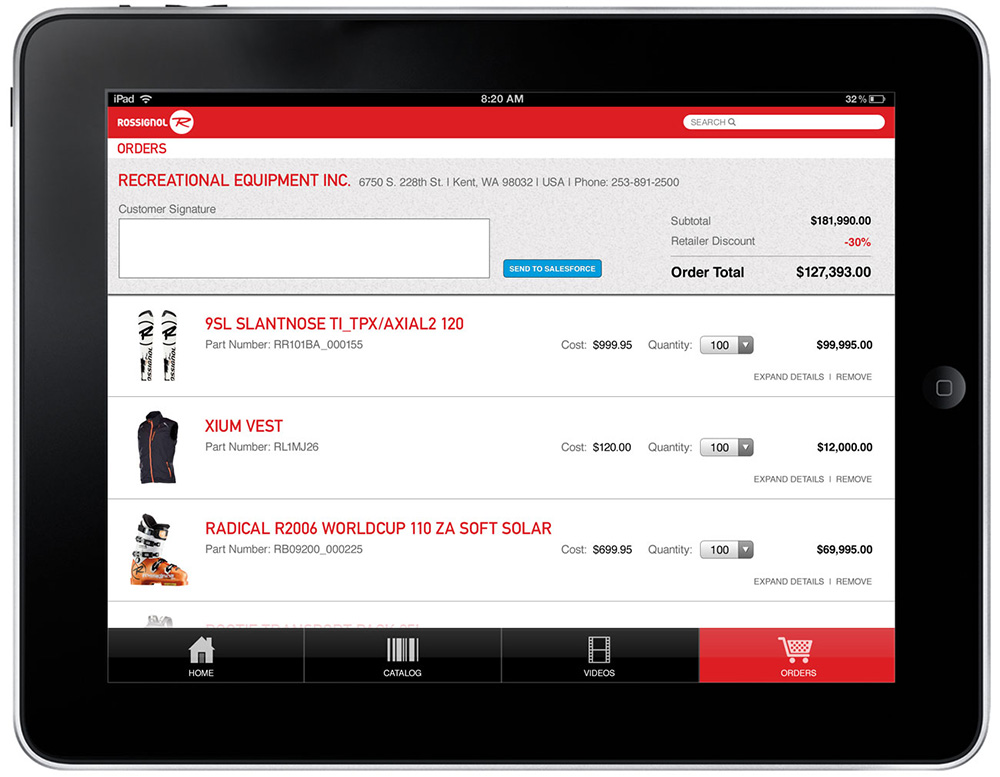 iPad 8:20 AM 32%
ROSSIGNOL R SEARCH
ORDERS
RECREATIONAL EQUIPMENT INC. 6750 S. 228th St. | Kent, WA 98032 | USA | Phone: 253-891-2500
Customer Signature
Subtotal $181,990.00
Retailer Discount -30%
SEND TO SALESFORCE
Order Total $127,393.00
9SL SLANTNOSE TI_TPX/AXIAL2 120
Part Number: RR101BA_000155 Cost: $999.95 Quantity: 100 $99,995.00
EXPAND DETAILS | REMOVE
XIUM VEST
Part Number: RL1MJ26 Cost: $120.00 Quantity: 100 $12,000.00
EXPAND DETAILS | REMOVE
RADICAL R2006 WORLDCUP 110 ZA SOFT SOLAR
Part Number: RB09200_000225 Cost: $699.95 Quantity: 100 $69,995.00
EXPAND DETAILS | REMOVE
HOME CATALOG VIDEOS ORDERS